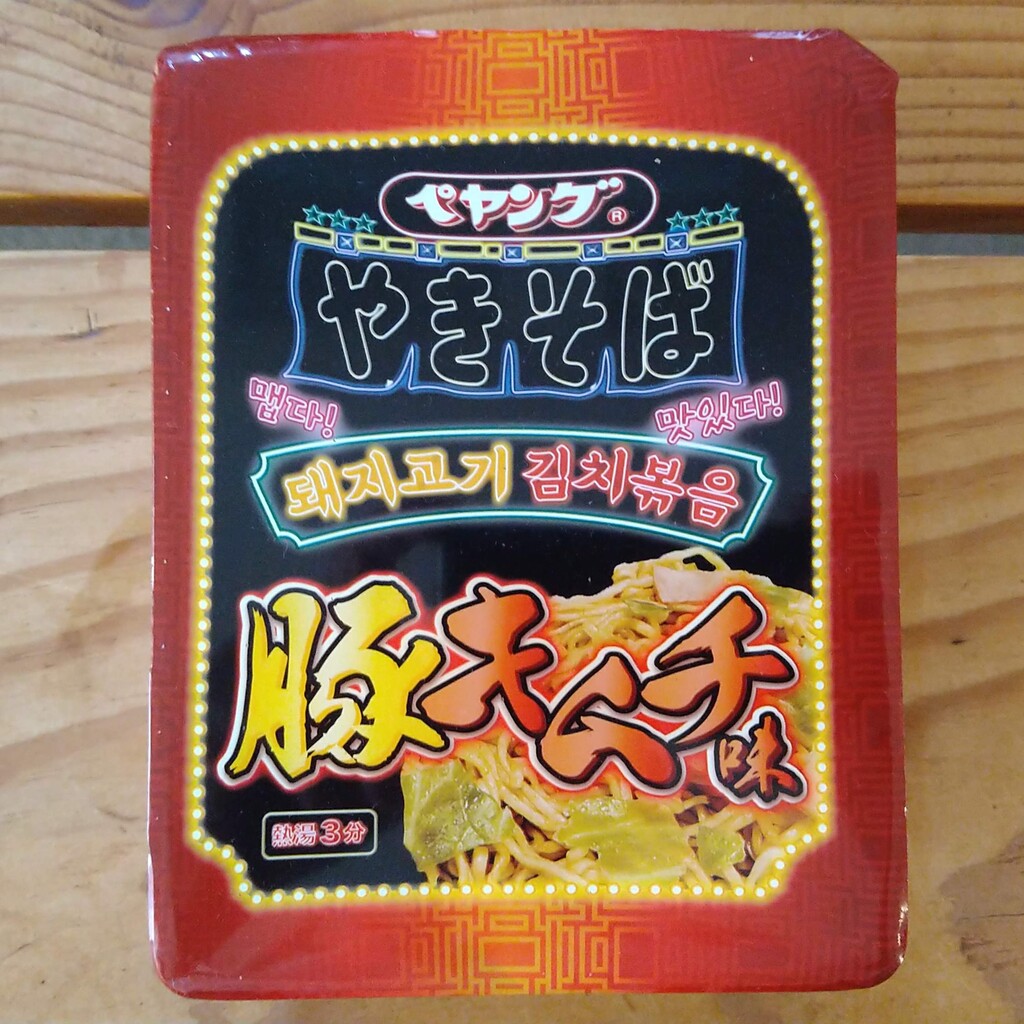 ペヤング®
やきそば
맵다! 맛있다!
돼지고기 김치볶음
豚キムチ味
熱湯3分